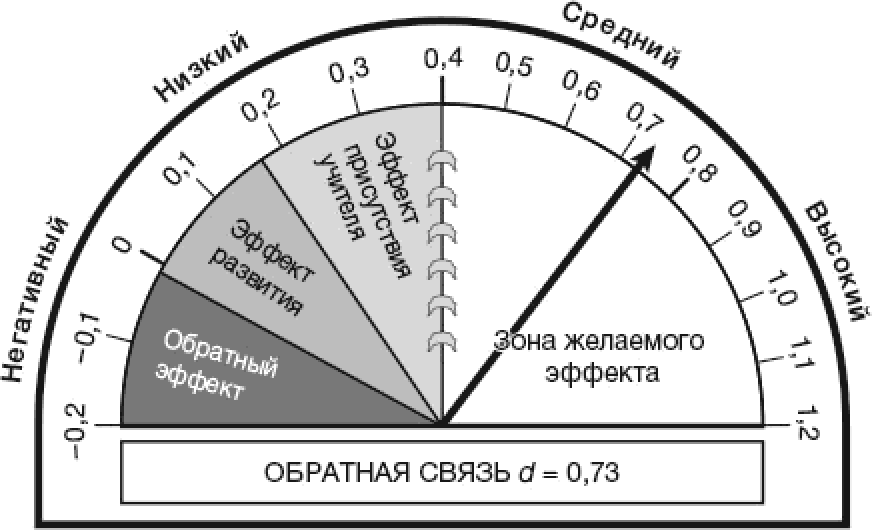 Негативный
Низкий
Средний
Высокий
−0,2
−0,1
0
0,1
0,2
0,3
0,4
0,5
0,6
0,7
0,8
0,9
1,0
1,1
1,2
Обратный
эффект
Эффект
развития
Эффект
присутствия
учителя
Зона желаемого
эффекта
ОБРАТНАЯ СВЯЗЬ d = 0,73